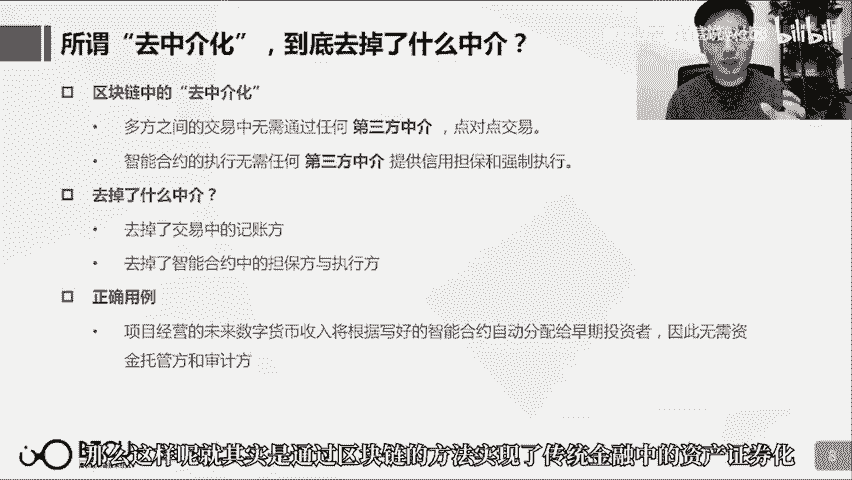 所谓“去中介化”，到底去掉了什么中介？
bilibili
区块链中的“去中介化”
• 多方之间的交易中无需通过任何 第三方中介 ，点对点交易。
• 智能合约的执行无需任何 第三方中介 提供信用担保和强制执行。
去掉了什么中介？
• 去掉了交易中的记账方
• 去掉了智能合约中的担保方与执行方
正确用例
• 项目经营的未来数字货币收入将根据写好的智能合约自动分配给早期投资者，因此无需资
金托管方和审计方
那么这样呢就其实是通过区块链的方法实现了传统金融中的资产证券化